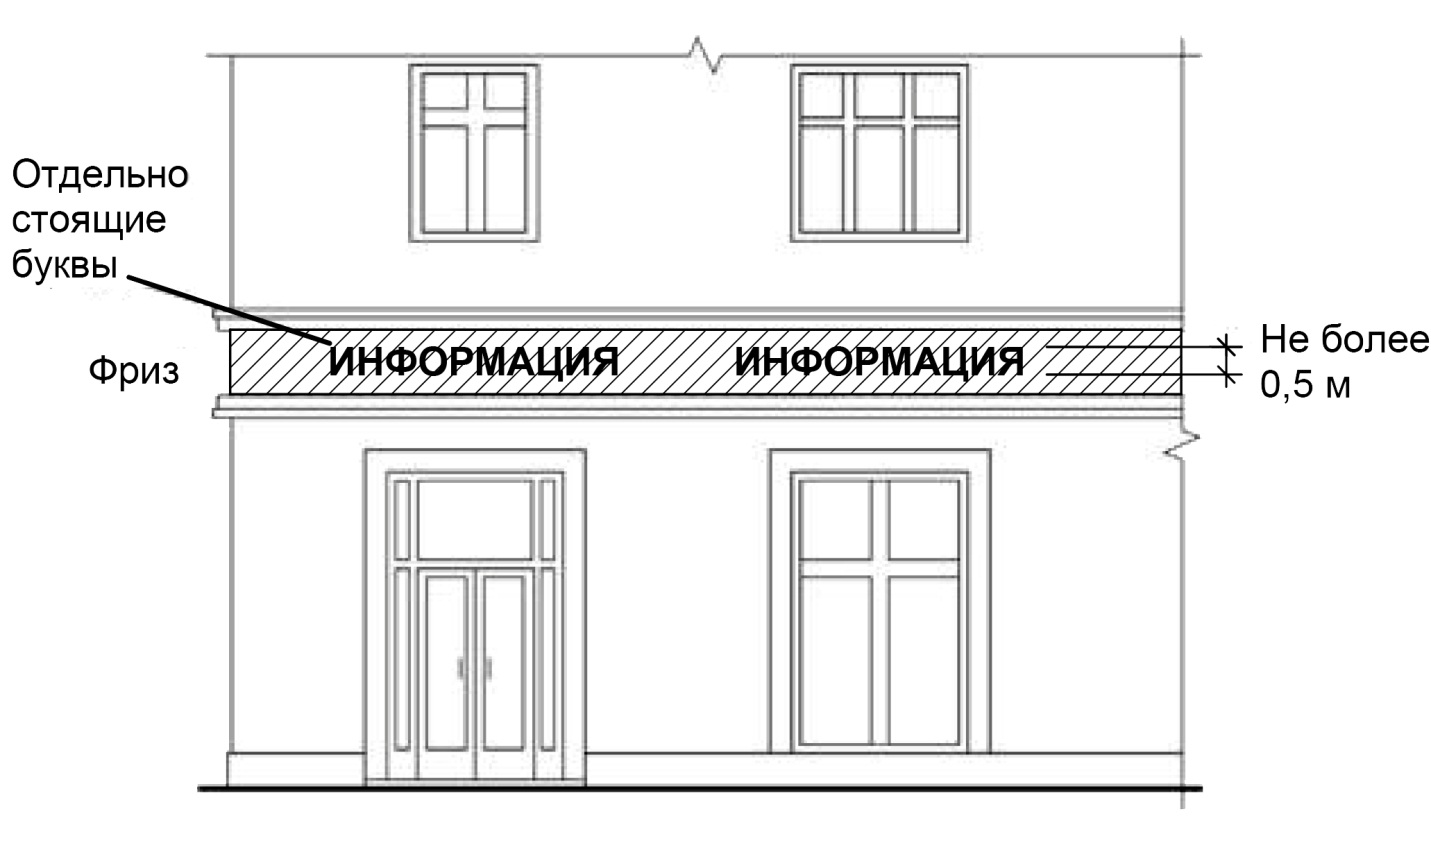 Отдельно
стоящие
буквы
Фриз
ИНФОРМАЦИЯ ИНФОРМАЦИЯ
Не более
0,5 м